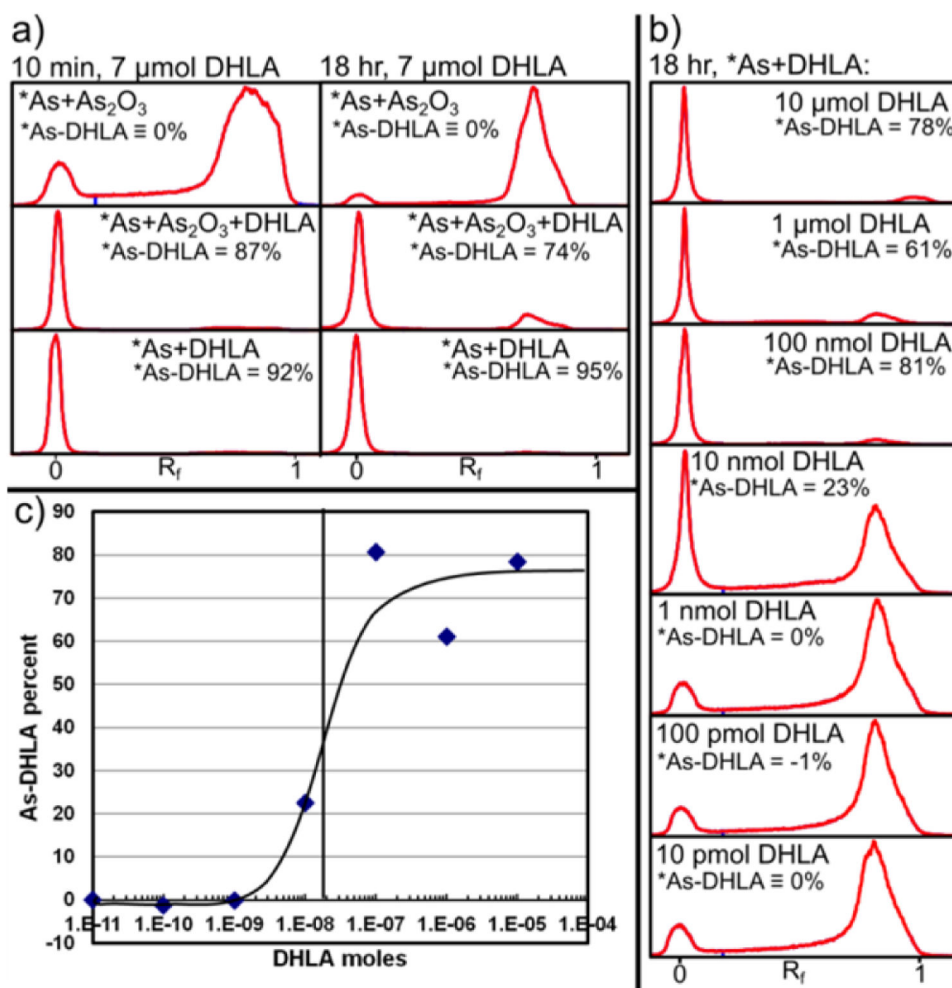 a)
10 min, 7 µmol DHLA
*As+As₂O₃
*As-DHLA ≡ 0%
*As+As₂O₃+DHLA
*As-DHLA = 87%
*As+DHLA
*As-DHLA = 92%
0 Rf 1
18 hr, 7 µmol DHLA
*As+As₂O₃
*As-DHLA ≡ 0%
*As+As₂O₃+DHLA
*As-DHLA = 74%
*As+DHLA
*As-DHLA = 95%
0 Rf 1
b)
18 hr, *As+DHLA:
10 µmol DHLA
*As-DHLA = 78%
1 µmol DHLA
*As-DHLA = 61%
100 nmol DHLA
*As-DHLA = 81%
10 nmol DHLA
*As-DHLA = 23%
1 nmol DHLA
*As-DHLA = 0%
100 pmol DHLA
*As-DHLA = -1%
10 pmol DHLA
*As-DHLA ≡ 0%
0 Rf 1
c)
As-DHLA percent
90
80
70
60
50
40
30
20
10
0
-10
1.E-11 1.E-10 1.E-09 1.E-08 1.E-07 1.E-06 1.E-05 1.E-04
DHLA moles